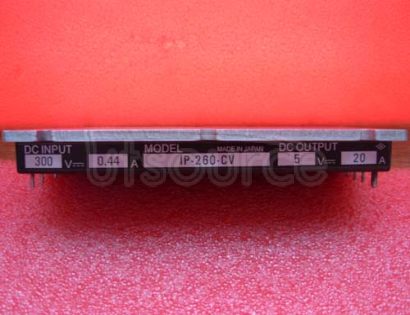 DC INPUT MODEL MADE IN JAPAN DC OUTPUT
300 V 0.44 A IP-260-CV 5 V 20 A
utsource